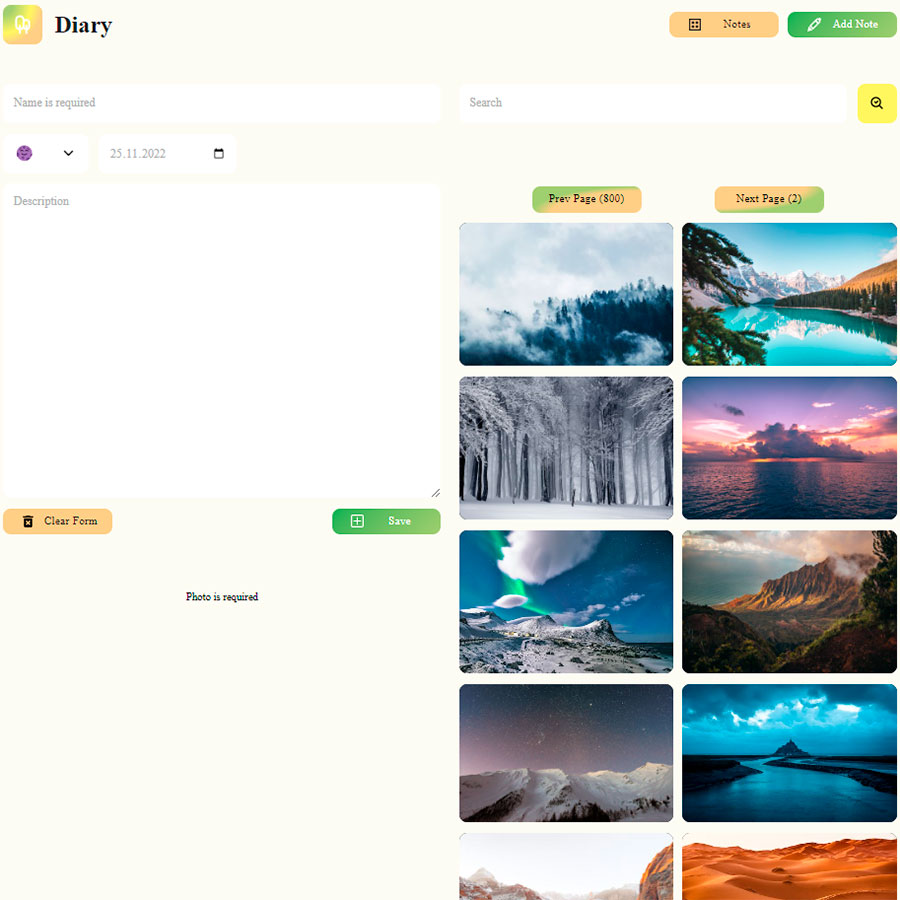 Diary
Notes
Add Note
Name is required
Search
25.11.2022
Description
Prev Page (800)
Next Page (2)
Clear Form
Save
Photo is required